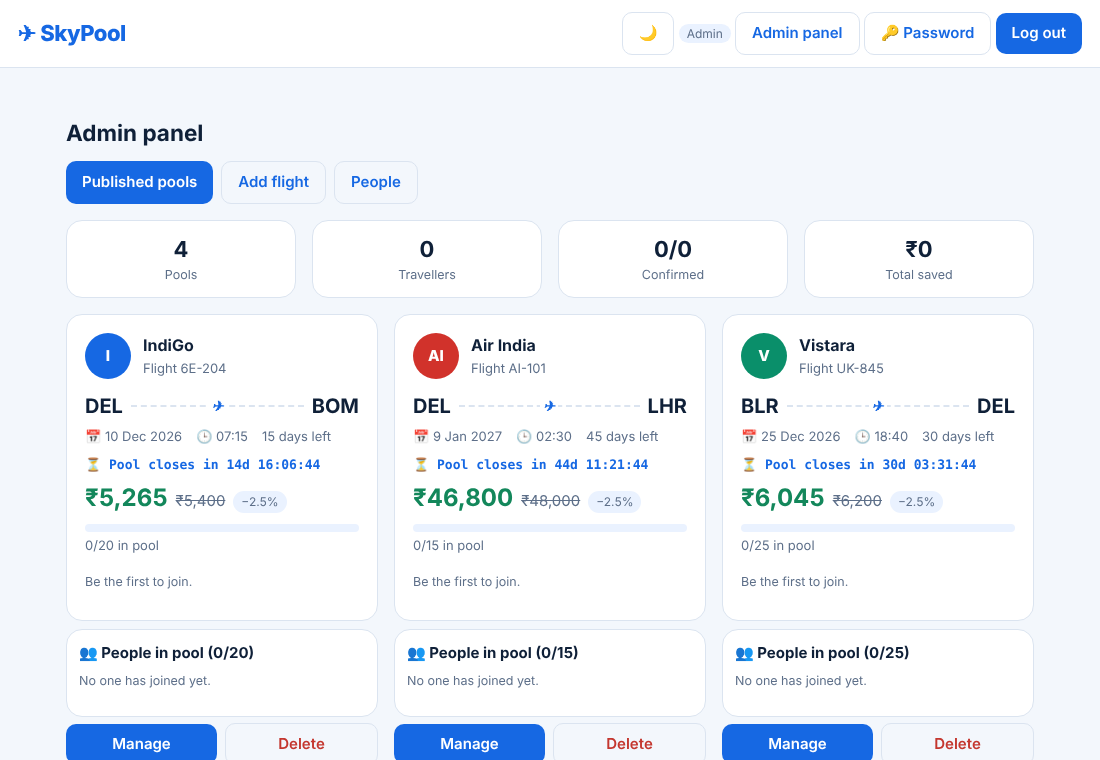 ✈ SkyPool
🌙 Admin Admin panel 🔑 Password Log out
Admin panel
Published pools Add flight People
4 0 0/0 ₹0
Pools Travellers Confirmed Total saved
I IndiGo
Flight 6E-204
DEL ✈ BOM
📅 10 Dec 2026 🕒 07:15 15 days left
⏳ Pool closes in 14d 16:06:44
₹5,265 ₹5,400 −2.5%
0/20 in pool
Be the first to join.
👥 People in pool (0/20)
No one has joined yet.
Manage Delete
AI Air India
Flight AI-101
DEL ✈ LHR
📅 9 Jan 2027 🕒 02:30 45 days left
⏳ Pool closes in 44d 11:21:44
₹46,800 ₹48,000 −2.5%
0/15 in pool
Be the first to join.
👥 People in pool (0/15)
No one has joined yet.
Manage Delete
V Vistara
Flight UK-845
BLR ✈ DEL
📅 25 Dec 2026 🕒 18:40 30 days left
⏳ Pool closes in 30d 03:31:44
₹6,045 ₹6,200 −2.5%
0/25 in pool
Be the first to join.
👥 People in pool (0/25)
No one has joined yet.
Manage Delete